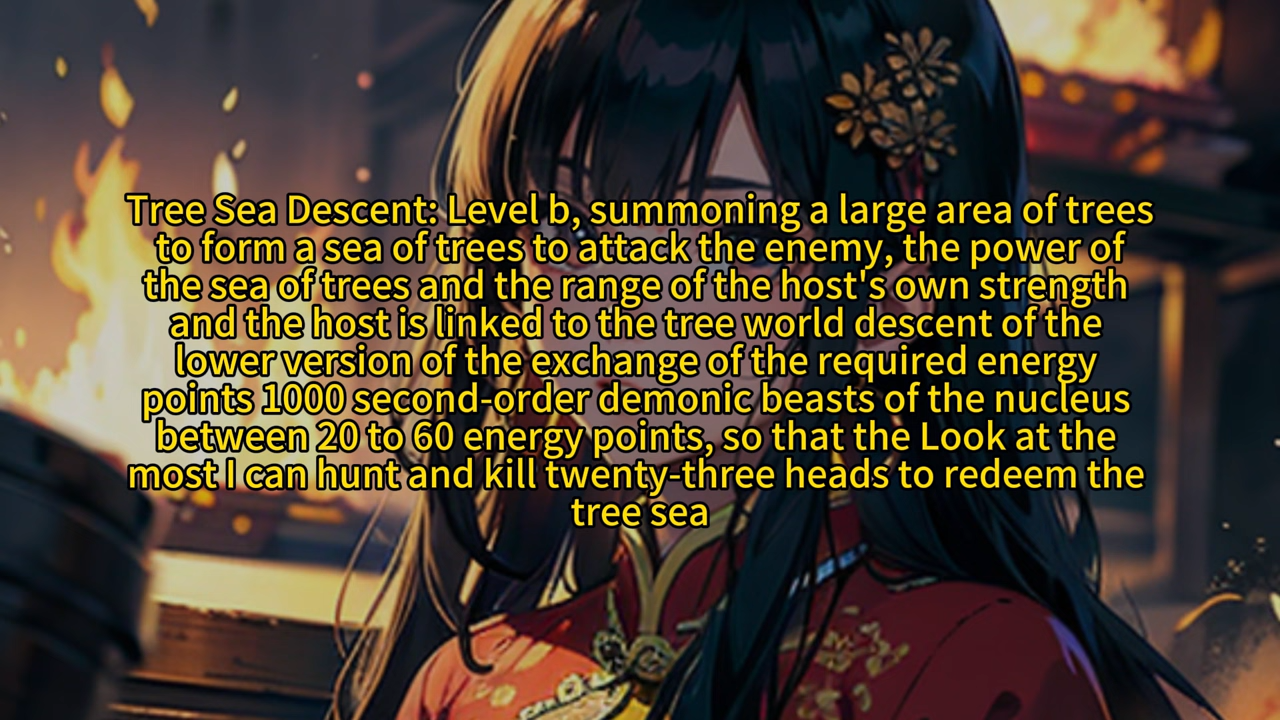 Tree Sea Descent: Level b, summoning a large area of trees
to form a sea of trees to attack the enemy, the power of
the sea of trees and the range of the host's own strength
and the host is linked to the tree world descent of the
lower version of the exchange of the required energy
points 1000 second-order demonic beasts of the nucleus
between 20 to 60 energy points, so that the Look at the
most I can hunt and kill twenty-three heads to redeem the
tree sea